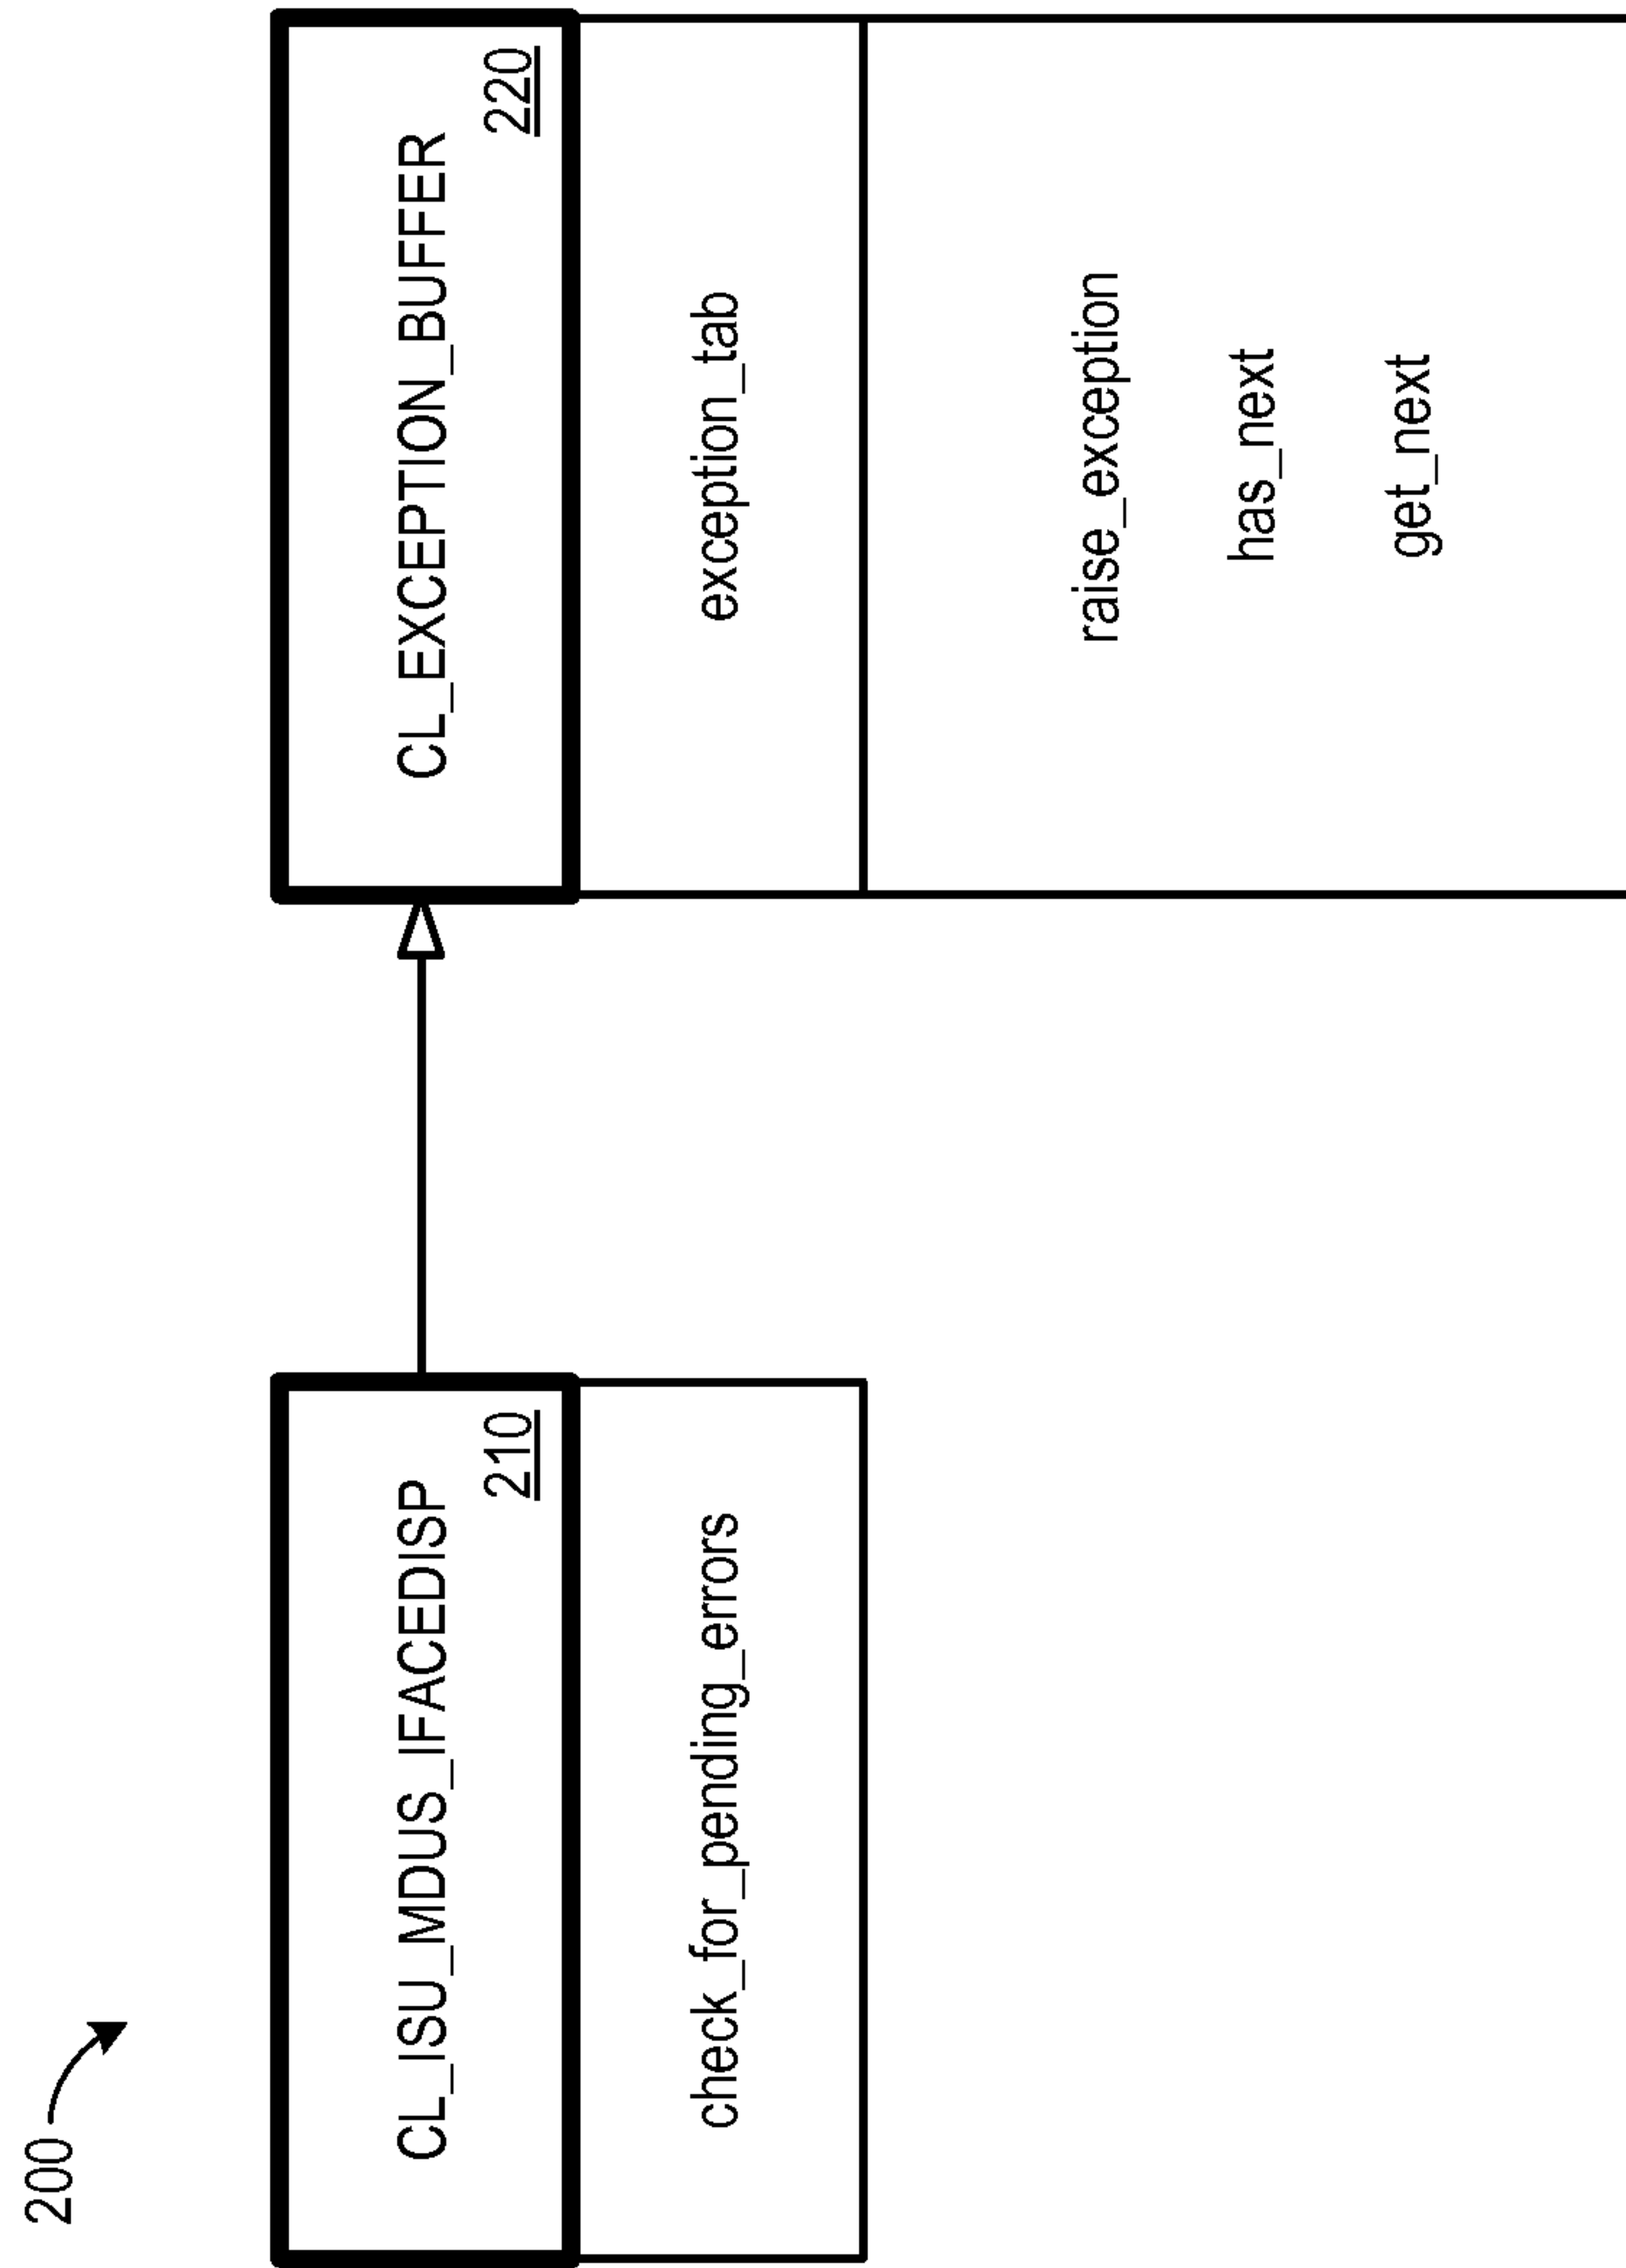 200
CL_ISU_MDUS_IFACEDISP
210
check_for_pending_errors
CL_EXCEPTION_BUFFER
220
exception_tab
raise_exception
has_next
get_next